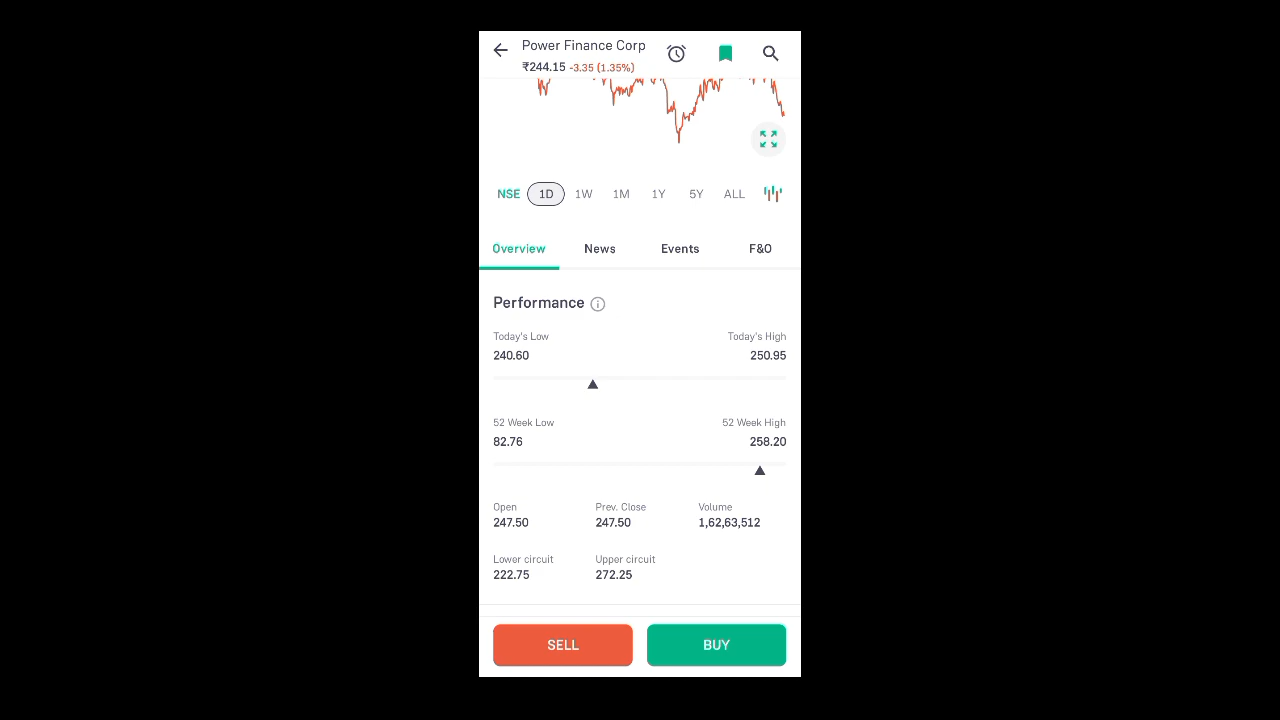 Power Finance Corp
₹244.15 -3.35 (1.35%)
NSE 1D 1W 1M 1Y 5Y ALL
Overview News Events F&O
Performance
Today's Low Today's High
240.60 250.95
52 Week Low 52 Week High
82.76 258.20
Open Prev. Close Volume
247.50 247.50 1,62,63,512
Lower circuit Upper circuit
222.75 272.25
SELL BUY